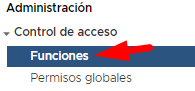 Administración
Control de acceso
Funciones
Permisos globales